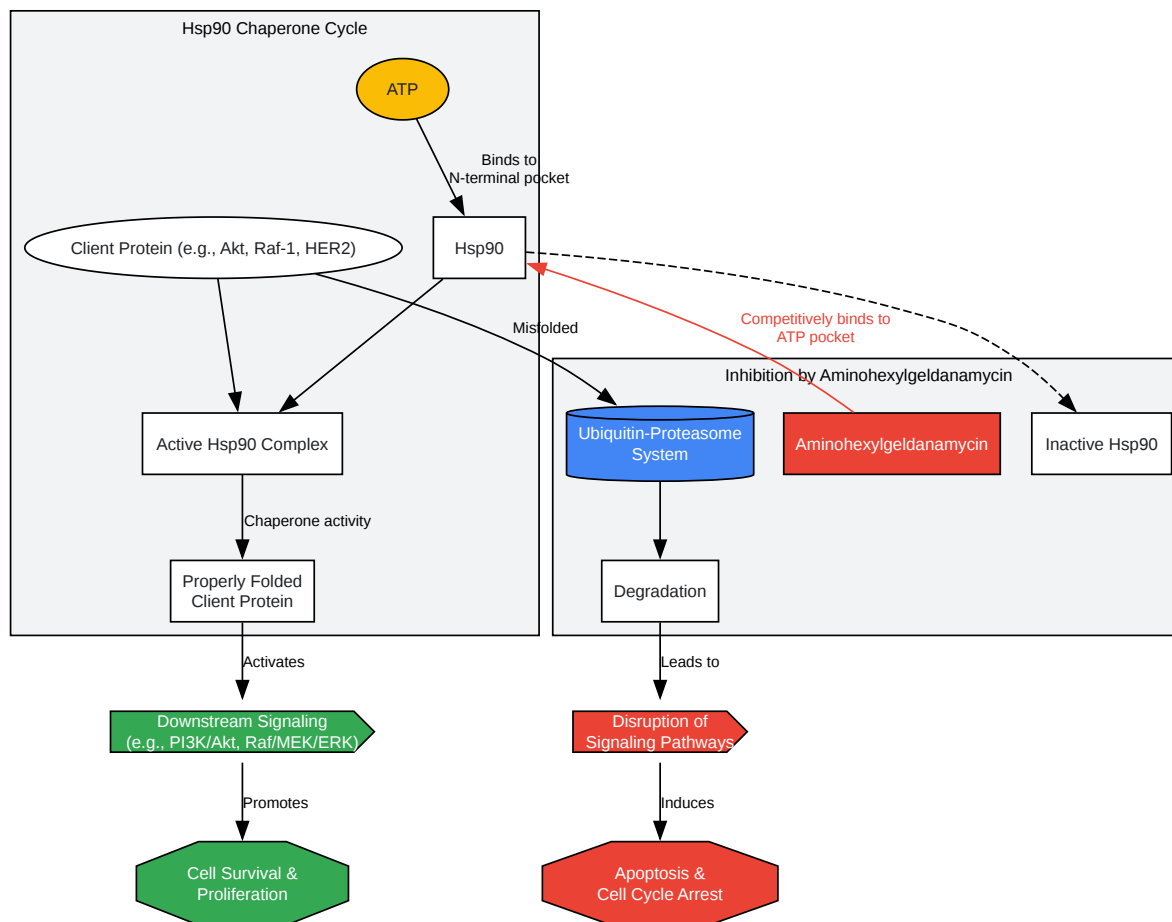 Hsp90 Chaperone Cycle
ATP
Binds to
N-terminal pocket
Client Protein (e.g., Akt, Raf-1, HER2)
Hsp90
Misfolded
Competitively binds to
ATP pocket
Inhibition by Aminohexylgeldanamycin
Active Hsp90 Complex
Ubiquitin-Proteasome
System
Aminohexylgeldanamycin
Inactive Hsp90
Chaperone activity
Properly Folded
Client Protein
Degradation
Activates
Leads to
Downstream Signaling
(e.g., PI3K/Akt, Raf/MEK/ERK)
Disruption of
Signaling Pathways
Promotes
Induces
Cell Survival &
Proliferation
Apoptosis &
Cell Cycle Arrest